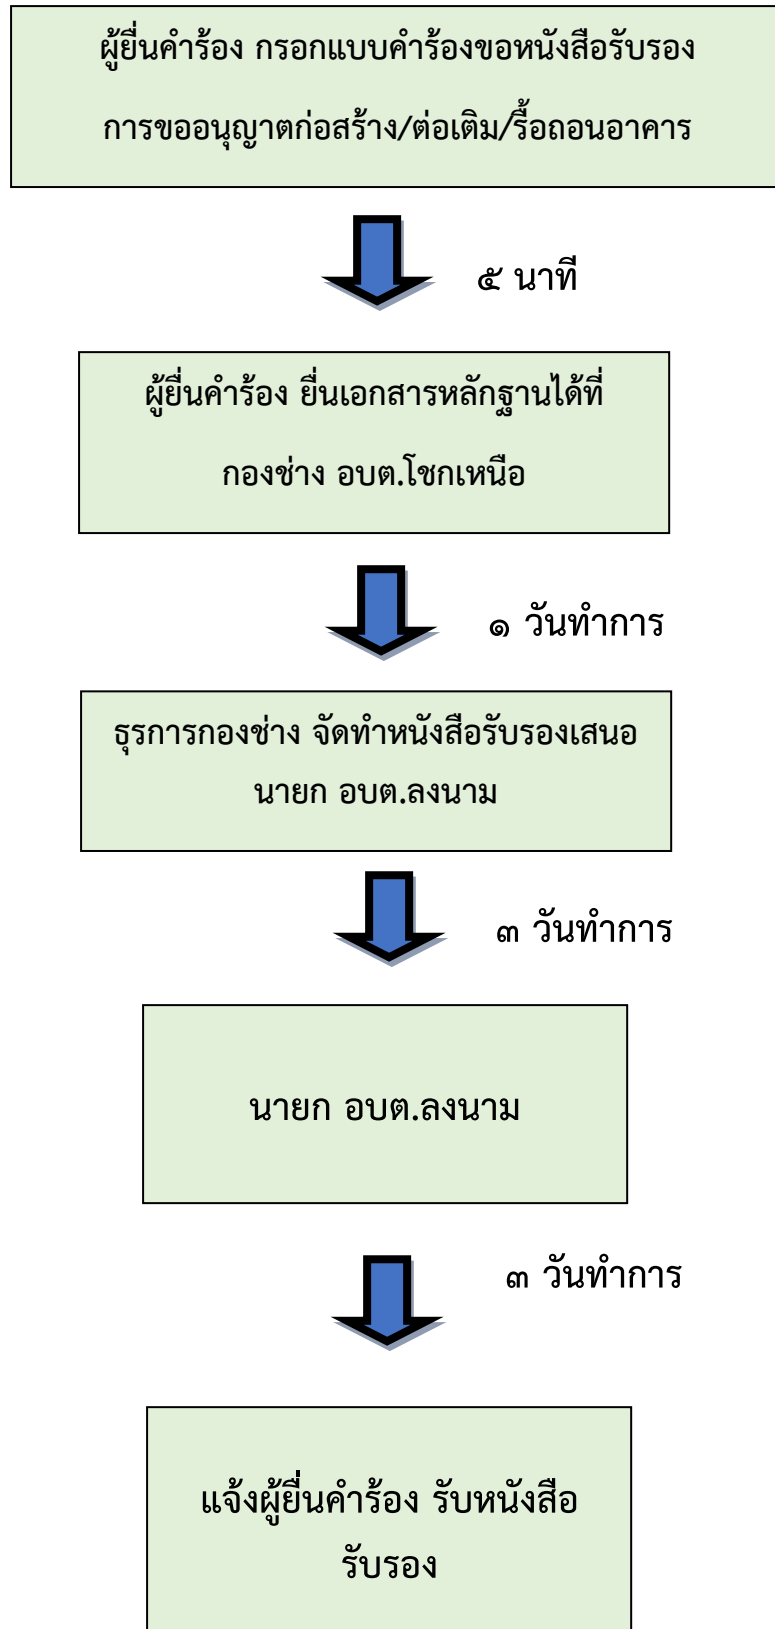 ผู้ยื่นคำร้อง กรอกแบบคำร้องขอหนังสือรับรอง
การขออนุญาตก่อสร้าง/ต่อเติม/รื้อถอนอาคาร
๕ นาที
ผู้ยื่นคำร้อง ยื่นเอกสารหลักฐานได้ที่
กองช่าง อบต.โชกเหนือ
๑ วันทำการ
ธุรการกองช่าง จัดทำหนังสือรับรองเสนอ
นายก อบต.ลงนาม
๓ วันทำการ
นายก อบต.ลงนาม
๓ วันทำการ
แจ้งผู้ยื่นคำร้อง รับหนังสือ
รับรอง